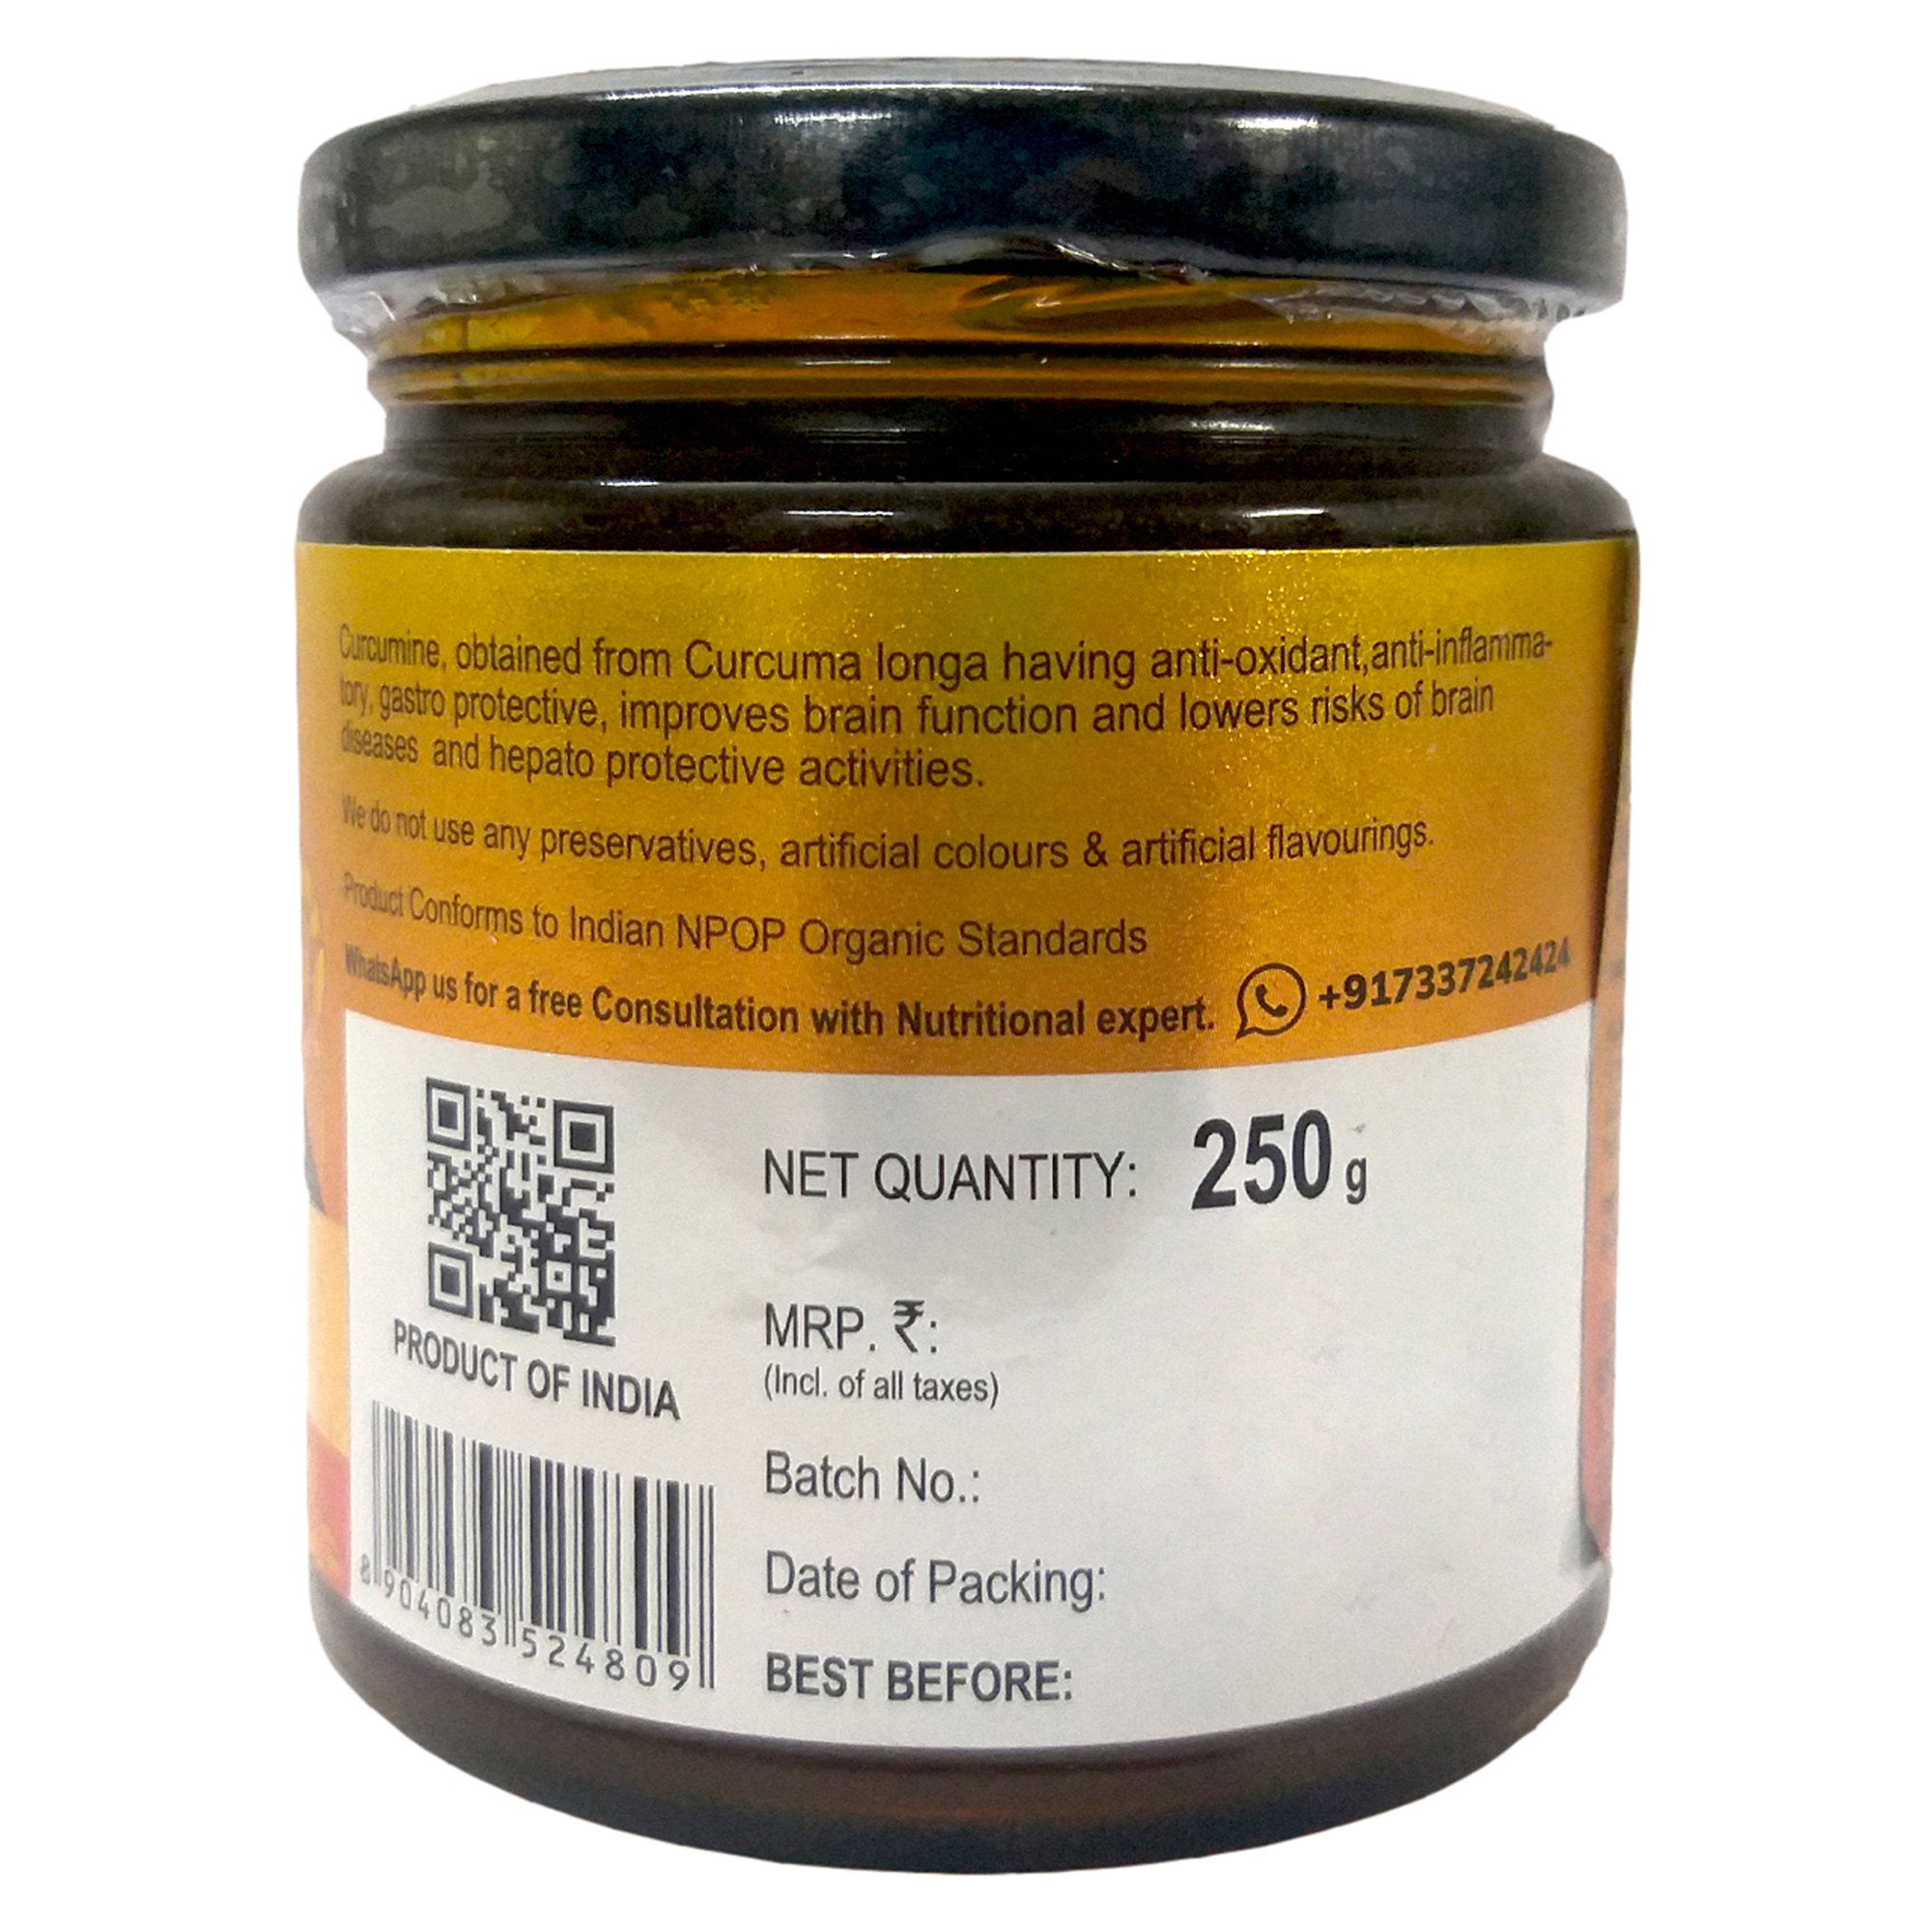 Curcumine, obtained from Curcuma longa having anti-oxidant,anti-inflamma-
tory, gastro protective, improves brain function and lowers risks of brain
diseases and hepato protective activities.
We do not use any preservatives, artificial colours & artificial flavourings.
Product Conforms to Indian NPOP Organic Standards
WhatsApp us for a free Consultation with Nutritional expert. +917337242424
NET QUANTITY: 250 g
MRP. ₹:
(Incl. of all taxes)
PRODUCT OF INDIA
Batch No.:
Date of Packing:
BEST BEFORE:
8 904083 524809